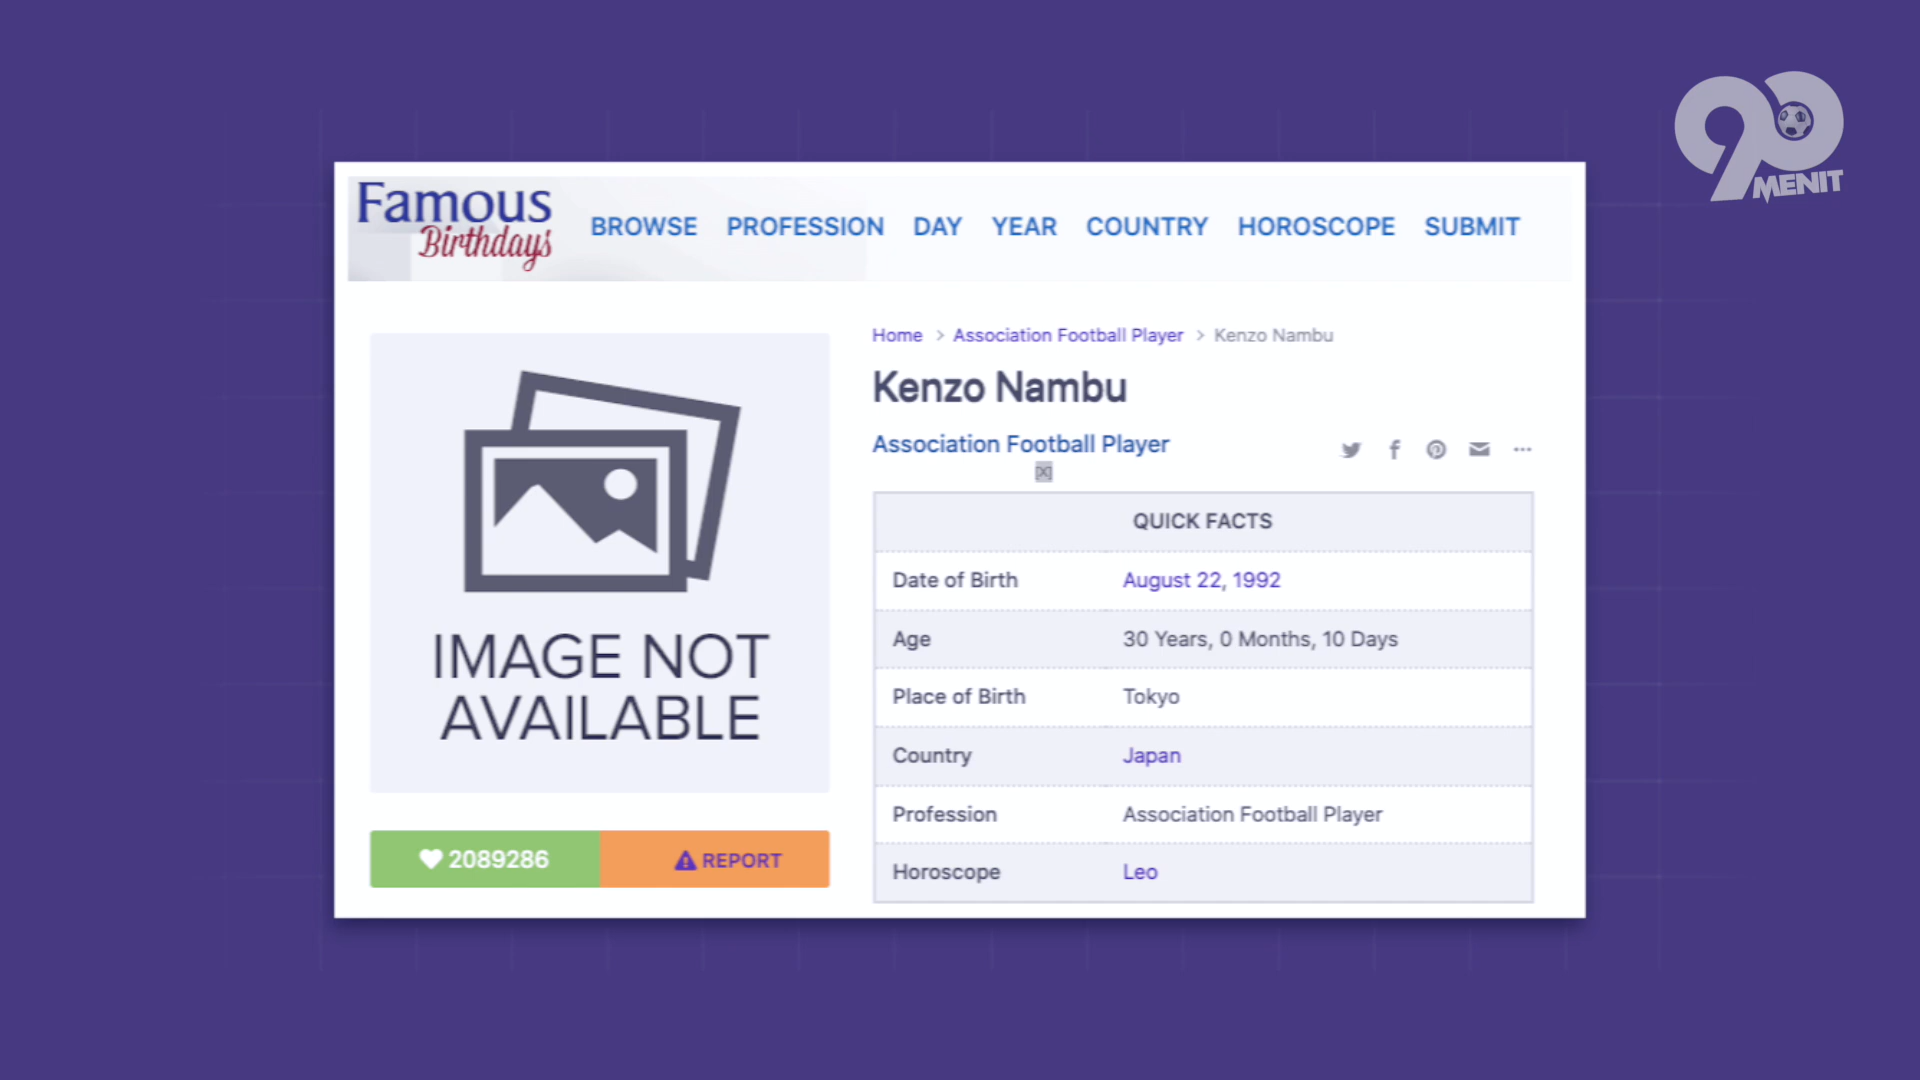 90
MENIT
Famous
Birthdays
BROWSE PROFESSION DAY YEAR COUNTRY HOROSCOPE SUBMIT
Home > Association Football Player > Kenzo Nambu
Kenzo Nambu
Association Football Player
IMAGE NOT
AVAILABLE
2089286 REPORT
QUICK FACTS
Date of Birth August 22, 1992
Age 30 Years, 0 Months, 10 Days
Place of Birth Tokyo
Country Japan
Profession Association Football Player
Horoscope Leo